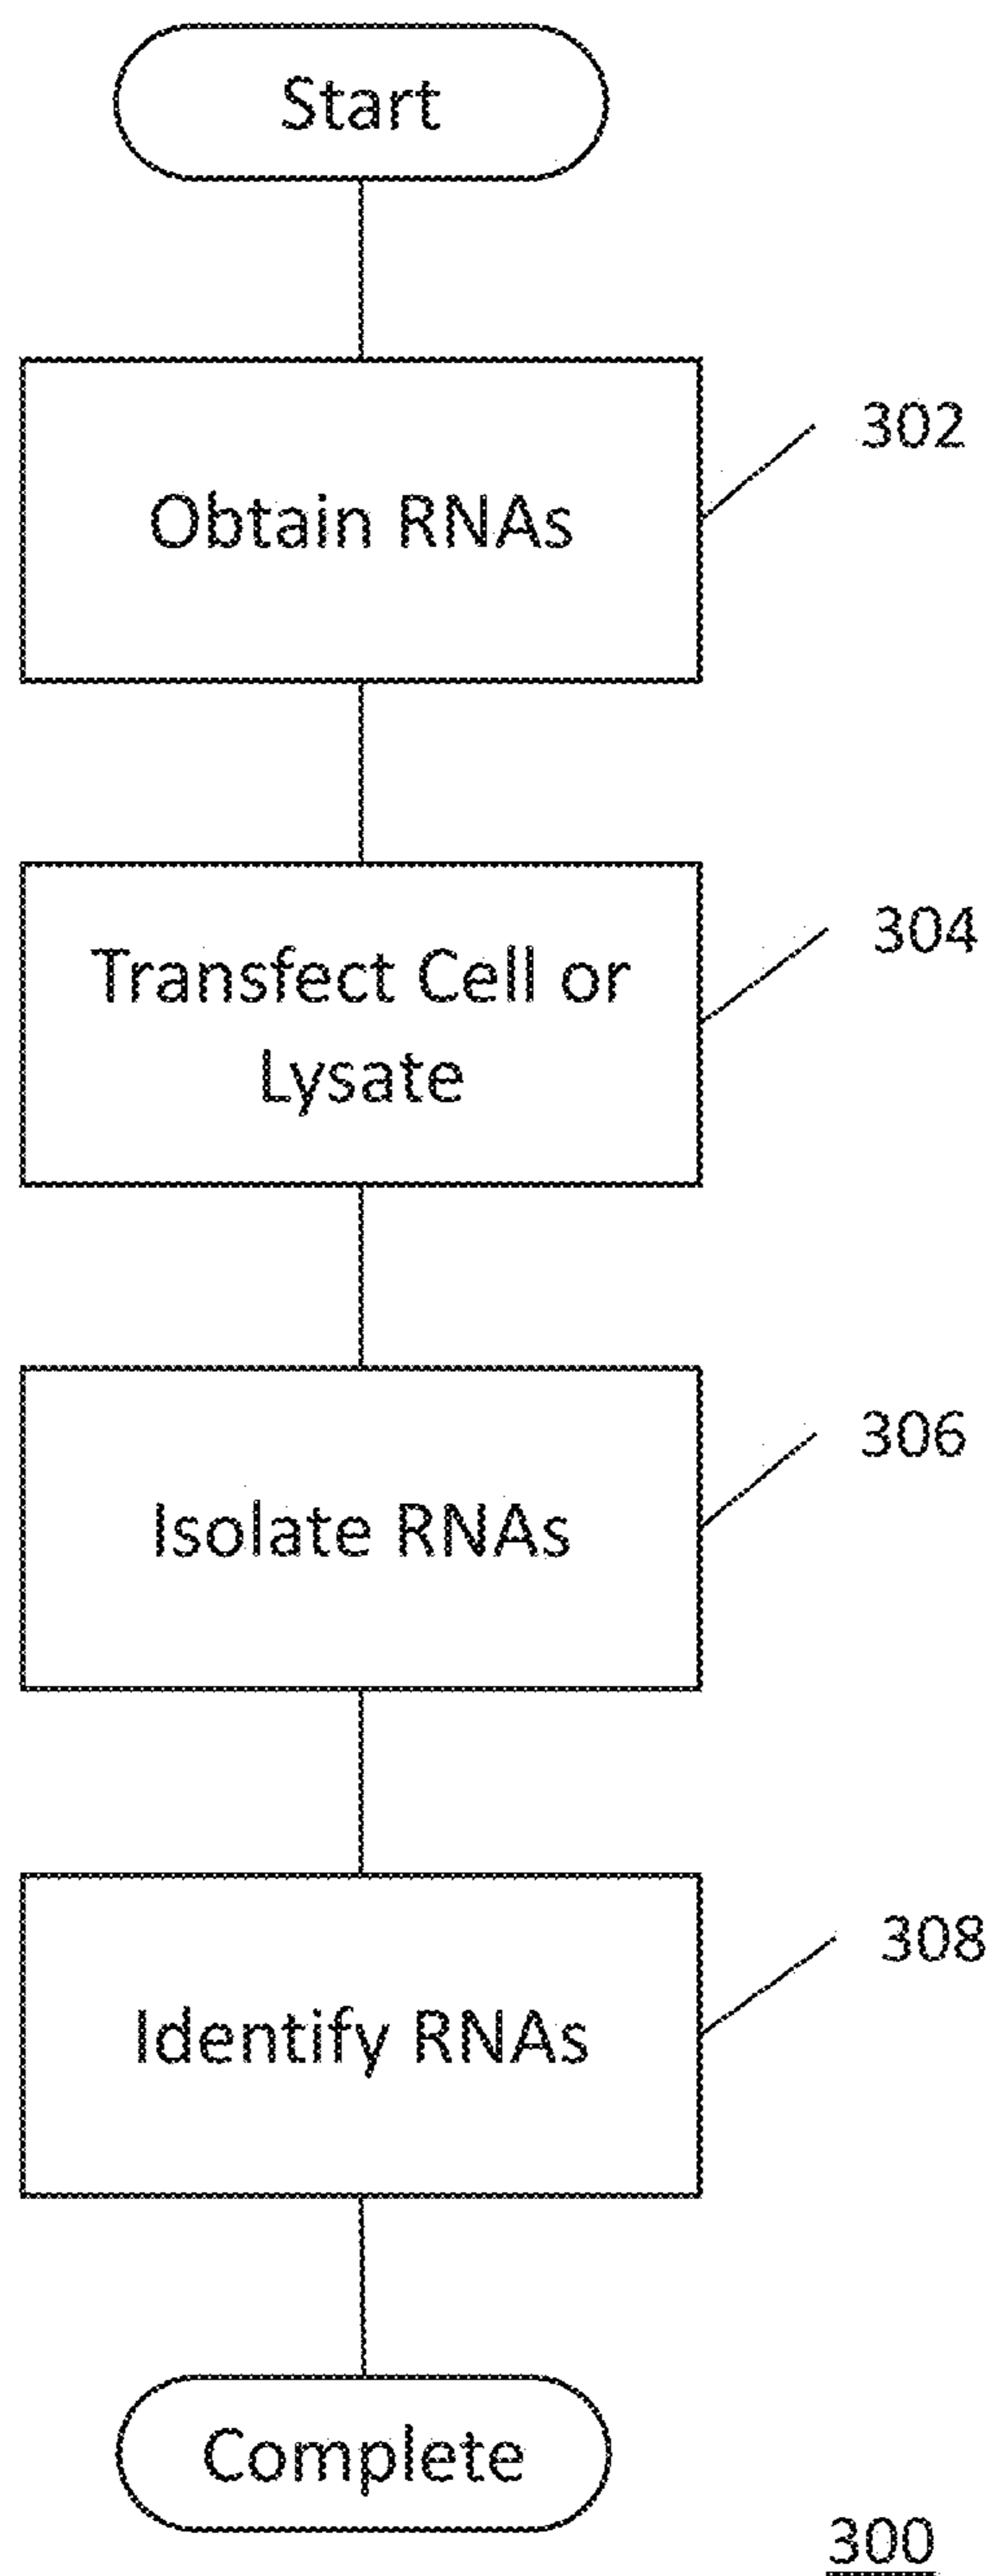 Start
302
Obtain RNAs
304
Transfect Cell or
Lysate
306
Isolate RNAs
308
Identify RNAs
Complete
300